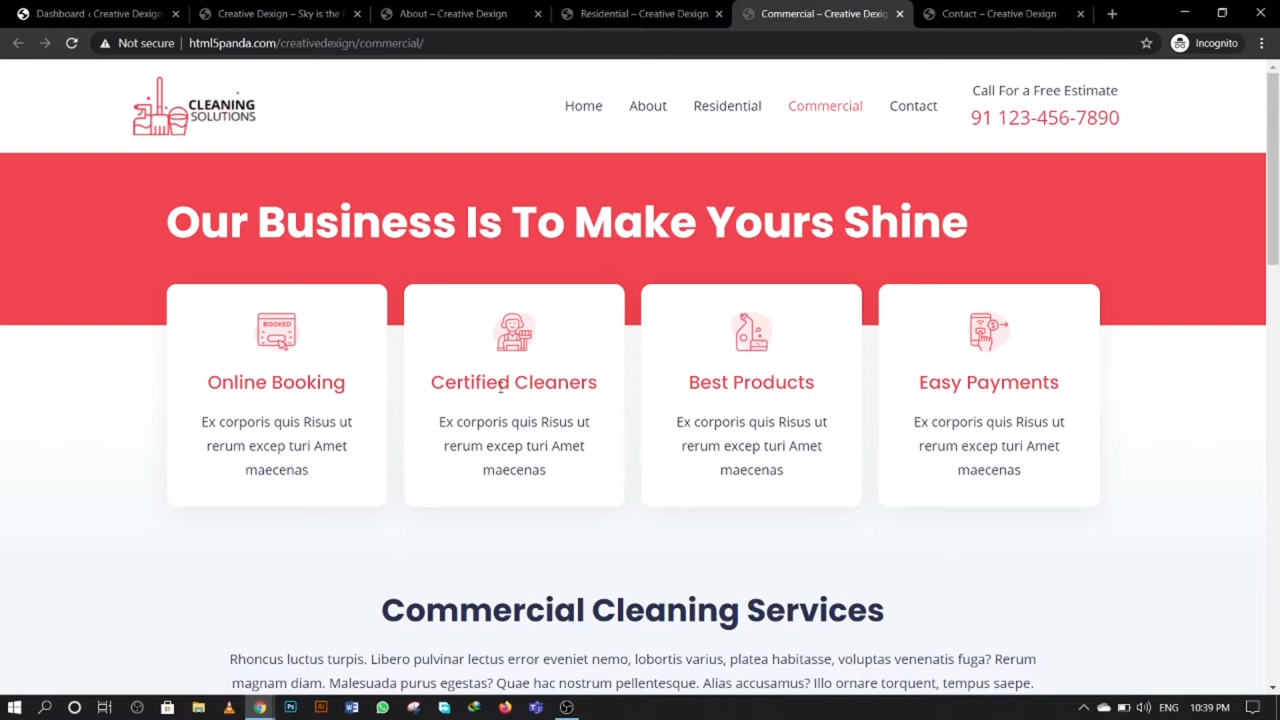 Dashboard ‹ Creative Dexign
Creative Dexign – Sky is the
About – Creative Dexign
Residential – Creative Dexign
Commercial – Creative Dexig
Contact – Creative Dexign
Not secure | html5panda.com/creativedexign/commercial/
Incognito
CLEANING
SOLUTIONS
Home
About
Residential
Commercial
Contact
Call For a Free Estimate
91 123-456-7890
Our Business Is To Make Yours Shine
BOOKED
Online Booking
Ex corporis quis Risus ut
rerum excep turi Amet
maecenas
Certified Cleaners
Ex corporis quis Risus ut
rerum excep turi Amet
maecenas
Best Products
Ex corporis quis Risus ut
rerum excep turi Amet
maecenas
Easy Payments
Ex corporis quis Risus ut
rerum excep turi Amet
maecenas
Commercial Cleaning Services
Rhoncus luctus turpis. Libero pulvinar lectus error eveniet nemo, lobortis varius, platea habitasse, voluptas venenatis fuga? Rerum
magnam diam. Malesuada purus egestas? Quae hac nostrum pellentesque. Alias accusamus? Illo ornare torquent, tempus saepe.
ENG
10:39 PM